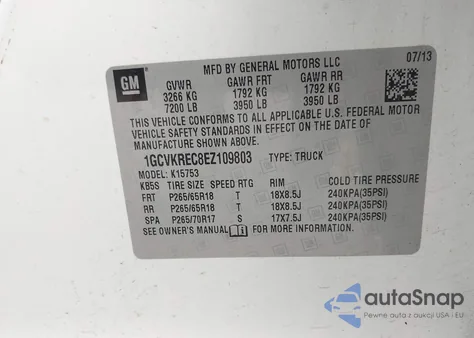 MFD BY GENERAL MOTORS LLC 07/13
GM
GVWR GAWR FRT GAWR RR
3266 KG 1792 KG 1792 KG
7200 LB 3950 LB 3950 LB
THIS VEHICLE CONFORMS TO ALL APPLICABLE U.S. FEDERAL MOTOR
VEHICLE SAFETY AND THEFT PREVENTION STANDARDS IN EFFECT ON THE DATE OF
MANUFACTURE SHOWN ABOVE.
1GCVKREC8EZ109803 TYPE: TRUCK
MODEL: K15753
KB5S TIRE SIZE SPEED RTG RIM COLD TIRE PRESSURE
FRT P265/65R18 T 18X8.5J 240KPA(35PSI)
RR P265/65R18 T 18X8.5J 240KPA(35PSI)
SPA P265/70R17 S 17X7.5J 240KPA(35PSI)
SEE OWNER'S MANUAL FOR MORE INFORMATION
autoSnap
Pewne auta z aukcji USA i EU